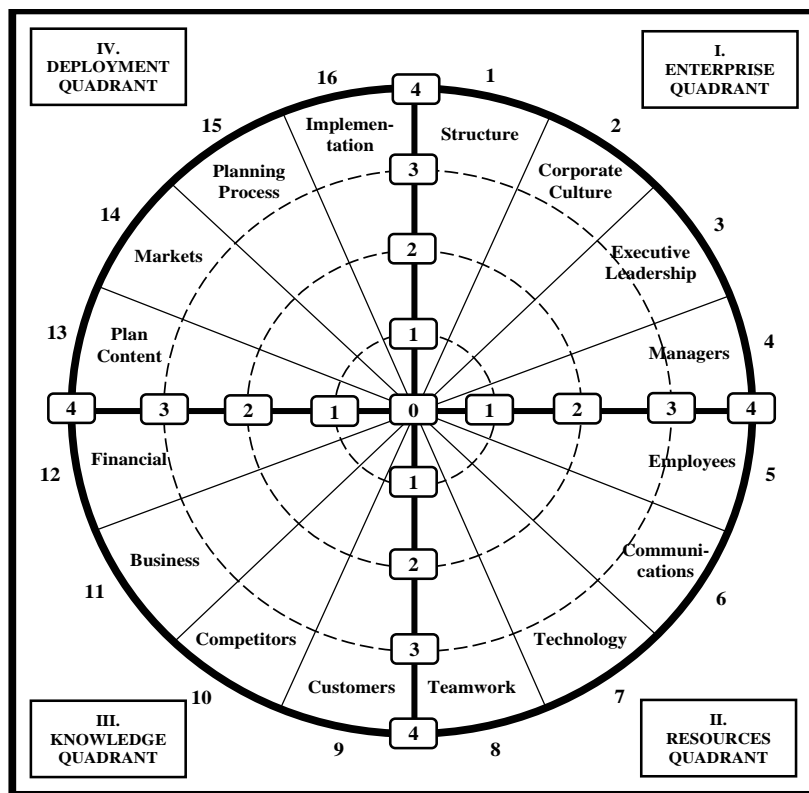 IV.
DEPLOYMENT
QUADRANT
I.
ENTERPRISE
QUADRANT
16
1
4
15
2
Implemen-
tation
Structure
3
Planning
Process
Corporate
Culture
14
3
2
Markets
Executive
Leadership
13
4
1
Plan
Content
Managers
4
3
2
1
0
1
2
3
4
12
Financial
Employees
5
1
11
Business
2
Communi-
cations
6
Competitors
3
Technology
10
Customers
Teamwork
7
9
4
8
III.
KNOWLEDGE
QUADRANT
II.
RESOURCES
QUADRANT